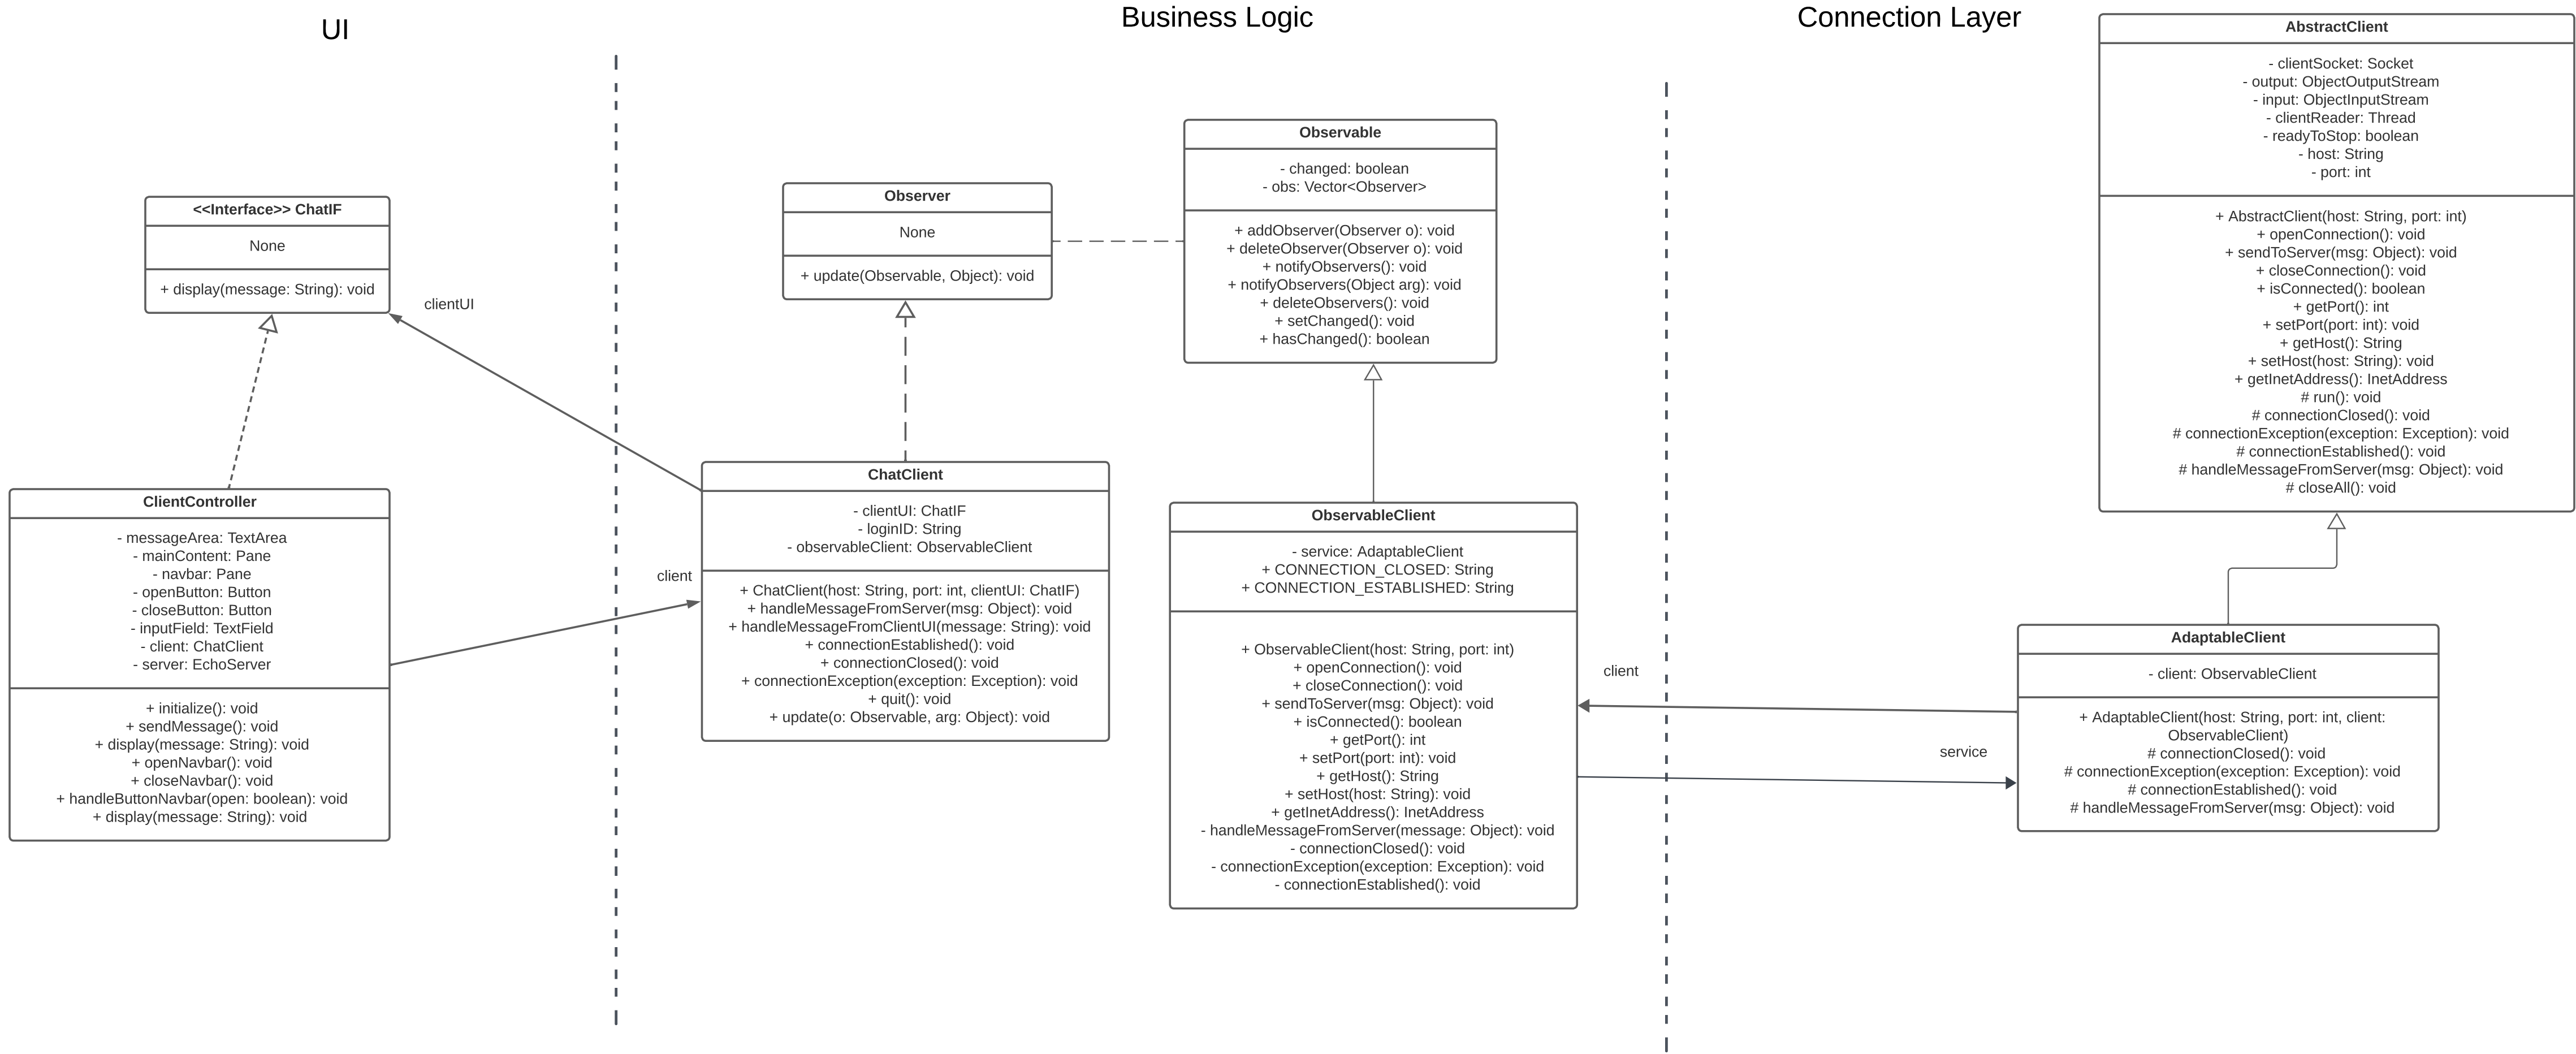 UI
Business Logic
Connection Layer
<<Interface>> ChatIF
None
+ display(message: String): void
clientUI
ClientController
- messageArea: TextArea
- mainContent: Pane
- navbar: Pane
- openButton: Button
- closeButton: Button
- inputField: TextField
- client: ChatClient
- server: EchoServer
+ initialize(): void
+ sendMessage(): void
+ display(message: String): void
+ openNavbar(): void
+ closeNavbar(): void
+ handleButtonNavbar(open: boolean): void
+ display(message: String): void
client
Observer
None
+ update(Observable, Object): void
ChatClient
- clientUI: ChatIF
- loginID: String
- observableClient: ObservableClient
+ ChatClient(host: String, port: int, clientUI: ChatIF)
+ handleMessageFromServer(msg: Object): void
+ handleMessageFromClientUI(message: String): void
+ connectionEstablished(): void
+ connectionClosed(): void
+ connectionException(exception: Exception): void
+ quit(): void
+ update(o: Observable, arg: Object): void
Observable
- changed: boolean
- obs: Vector<Observer>
+ addObserver(Observer o): void
+ deleteObserver(Observer o): void
+ notifyObservers(): void
+ notifyObservers(Object arg): void
+ deleteObservers(): void
+ setChanged(): void
+ hasChanged(): boolean
ObservableClient
- service: AdaptableClient
+ CONNECTION_CLOSED: String
+ CONNECTION_ESTABLISHED: String
+ ObservableClient(host: String, port: int)
+ openConnection(): void
+ closeConnection(): void
+ sendToServer(msg: Object): void
+ isConnected(): boolean
+ getPort(): int
+ setPort(port: int): void
+ getHost(): String
+ setHost(host: String): void
+ getInetAddress(): InetAddress
- handleMessageFromServer(message: Object): void
- connectionClosed(): void
- connectionException(exception: Exception): void
- connectionEstablished(): void
client
service
AbstractClient
- clientSocket: Socket
- output: ObjectOutputStream
- input: ObjectInputStream
- clientReader: Thread
- readyToStop: boolean
- host: String
- port: int
+ AbstractClient(host: String, port: int)
+ openConnection(): void
+ sendToServer(msg: Object): void
+ closeConnection(): void
+ isConnected(): boolean
+ getPort(): int
+ setPort(port: int): void
+ getHost(): String
+ setHost(host: String): void
+ getInetAddress(): InetAddress
# run(): void
# connectionClosed(): void
# connectionException(exception: Exception): void
# connectionEstablished(): void
# handleMessageFromServer(msg: Object): void
# closeAll(): void
AdaptableClient
- client: ObservableClient
+ AdaptableClient(host: String, port: int, client:
ObservableClient)
# connectionClosed(): void
# connectionException(exception: Exception): void
# connectionEstablished(): void
# handleMessageFromServer(msg: Object): void